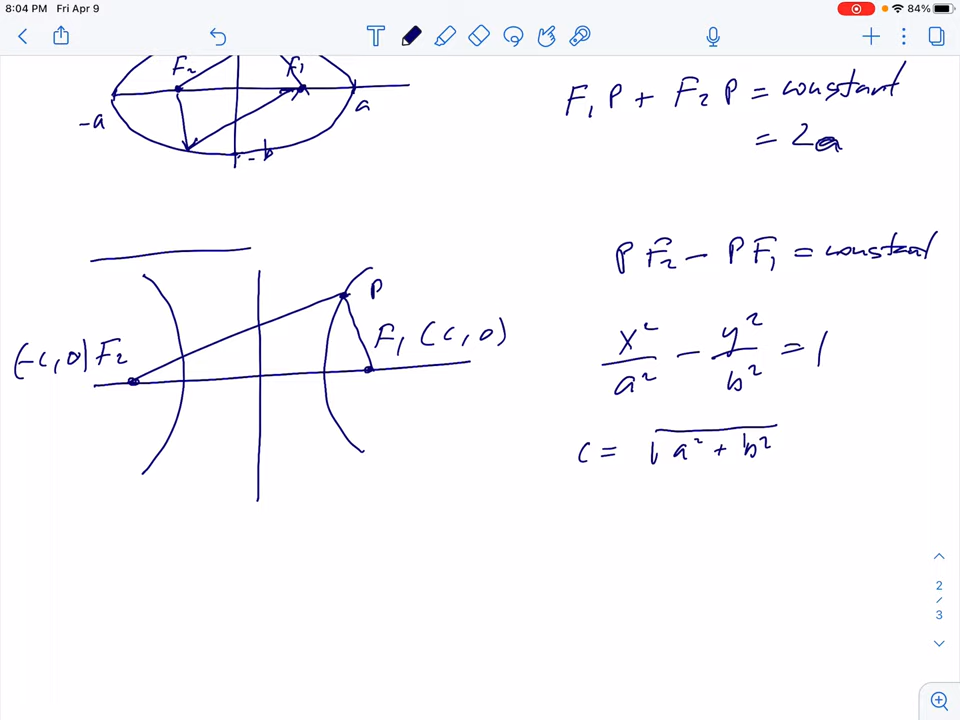 8:04 PM Fri Apr 9
84%
F₂ F₁
-a a
-b
F₁P + F₂P = constant
= 2a
PF₂ - PF₁ = constant
P
(-c, 0) F₂
F₁ (c, 0)
x²/a² - y²/b² = 1
c = √(a² + b²)
2
/
3